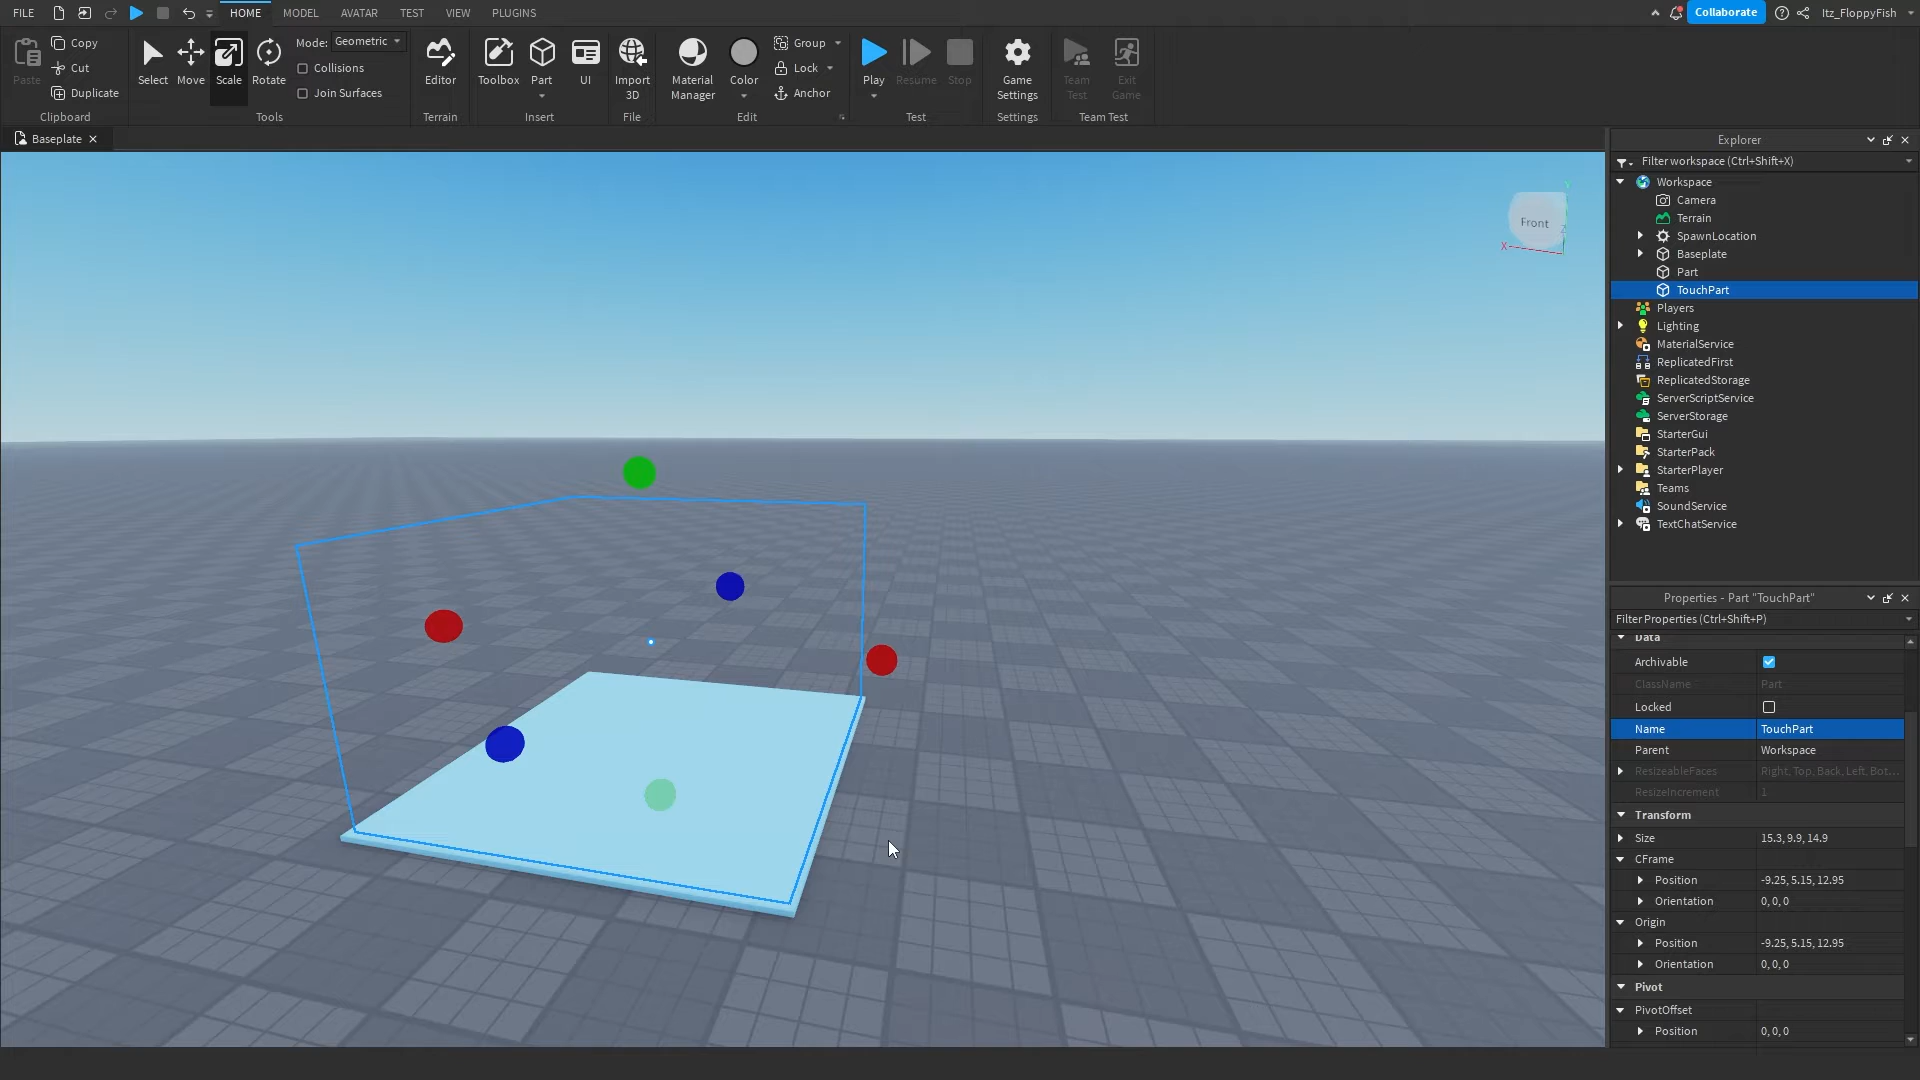 FILE HOME MODEL AVATAR TEST VIEW PLUGINS Collaborate Itz_FloppyFish
Paste Copy Cut Duplicate
Clipboard
Select Move Scale Rotate
Mode: Geometric
Collisions
Join Surfaces
Tools
Editor
Terrain
Toolbox Part UI
Insert
Import 3D
File
Material Manager Color
Group
Lock
Anchor
Edit
Play Resume Stop
Test
Game Settings
Settings
Team Test Exit Game
Team Test
Baseplate
Front
X
Explorer
Filter workspace (Ctrl+Shift+X)
Workspace
Camera
Terrain
SpawnLocation
Baseplate
Part
TouchPart
Players
Lighting
MaterialService
ReplicatedFirst
ReplicatedStorage
ServerScriptService
ServerStorage
StarterGui
StarterPack
StarterPlayer
Teams
SoundService
TextChatService
Properties - Part "TouchPart"
Filter Properties (Ctrl+Shift+P)
Data
Archivable
ClassName Part
Locked
Name TouchPart
Parent Workspace
ResizeableFaces Right, Top, Back, Left, Bot...
ResizeIncrement 1
Transform
Size 15.3, 9.9, 14.9
CFrame
Position -9.25, 5.15, 12.95
Orientation 0, 0, 0
Origin
Position -9.25, 5.15, 12.95
Orientation 0, 0, 0
Pivot
PivotOffset
Position 0, 0, 0